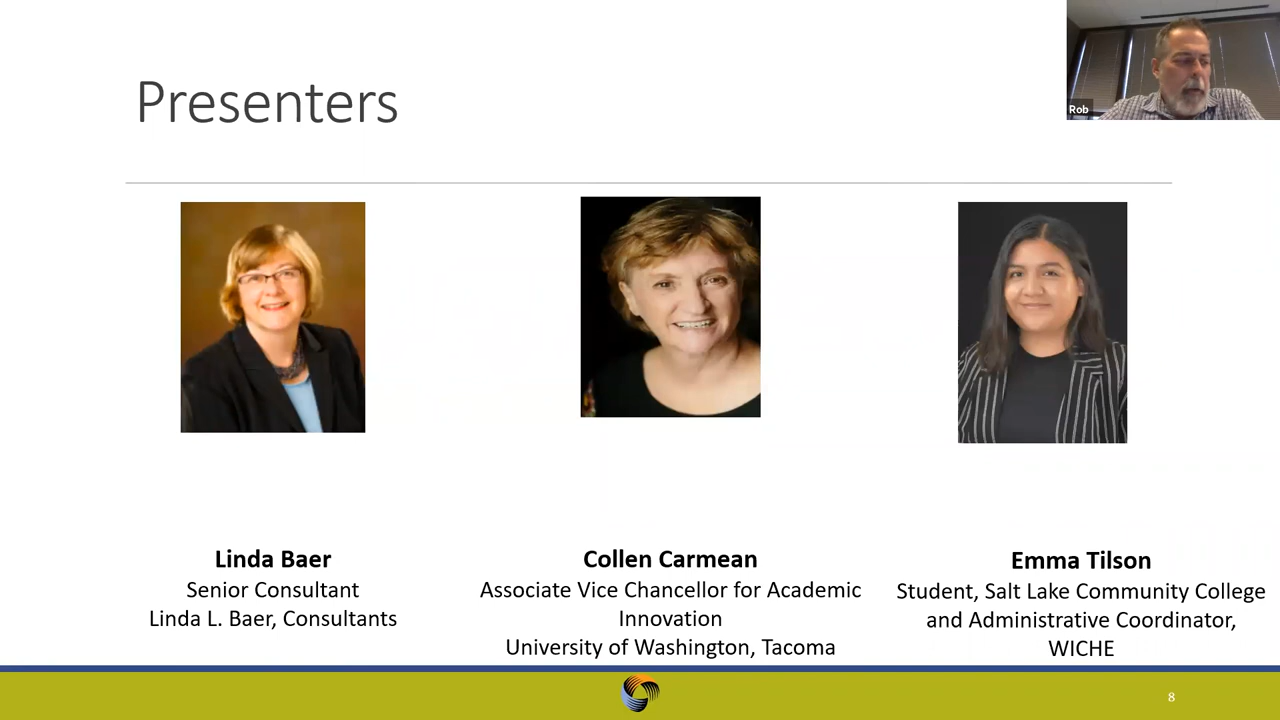 Presenters
Rob
Linda Baer
Senior Consultant
Linda L. Baer, Consultants
Collen Carmean
Associate Vice Chancellor for Academic
Innovation
University of Washington, Tacoma
Emma Tilson
Student, Salt Lake Community College
and Administrative Coordinator,
WICHE
8